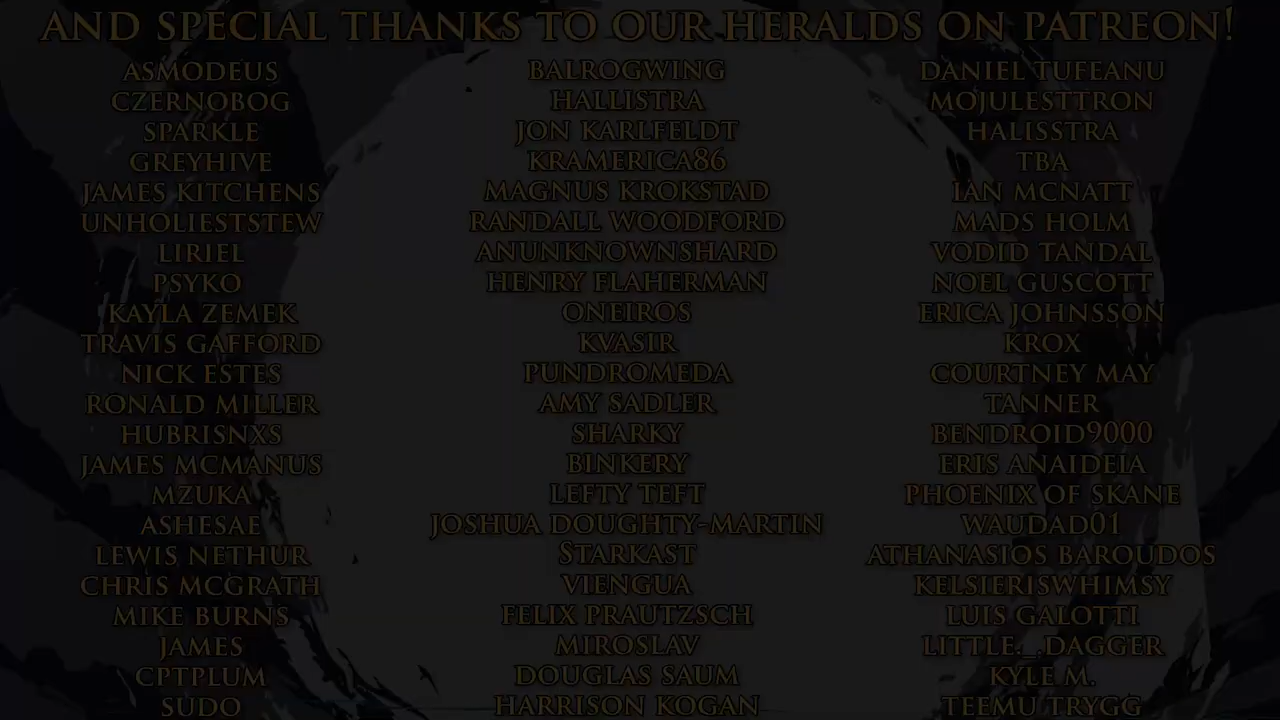 AND SPECIAL THANKS TO OUR HERALDS ON PATREON!
ASMODEUS
CZERNOBOG
SPARKLE
GREYHIVE
JAMES KITCHENS
UNHOLIESTSTEW
LIRIEL
PSYKO
KAYLA ZEMEK
TRAVIS GAFFORD
NICK ESTES
RONALD MILLER
HUBRISNXS
JAMES MCMANUS
MZUKA
ASHESAE
LEWIS NETHUR
CHRIS MCGRATH
MIKE BURNS
JAMES
CPTPLUM
SUDO
BALROGWING
HALLISTRA
JON KARLFELDT
KRAMERICA86
MAGNUS KROKSTAD
RANDALL WOODFORD
ANUNKNOWNSHARD
HENRY FLAHERMAN
ONEIROS
KVASIR
PUNDROMEDA
AMY SADLER
SHARKY
BINKERY
LEFTY TEFT
JOSHUA DOUGHTY-MARTIN
STARKAST
VIENGUA
FELIX PRAUTZSCH
MIROSLAV
DOUGLAS SAUM
HARRISON KOGAN
DANIEL TUFEANU
MOJULESTTRON
HALISSTRA
TBA
IAN MCNATT
MADS HOLM
VODID TANDAL
NOEL GUSCOTT
ERICA JOHNSSON
KROX
COURTNEY MAY
TANNER
BENDROID9000
ERIS ANAIDEIA
PHOENIX OF SKANE
WAUDAD01
ATHANASIOS BAROUDOS
KELSIERISWHIMSY
LUIS GALOTTI
LITTLE._.DAGGER
KYLE M.
TEEMU TRYGG